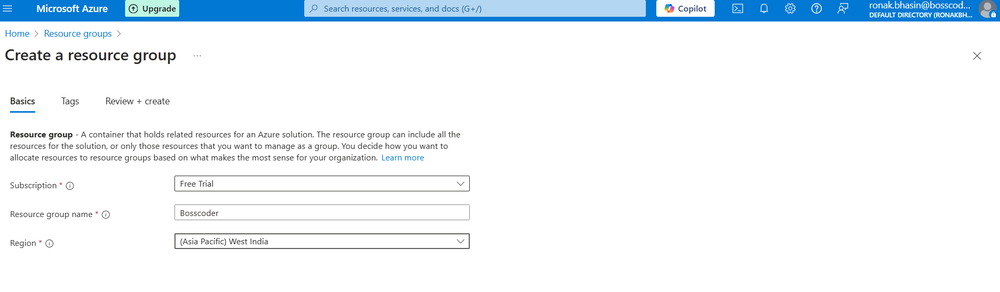 Microsoft Azure
Upgrade
Search resources, services, and docs (G+/)
Copilot
ronak.bhasin@bosscod...
DEFAULT DIRECTORY (RONAKBH...
Home > Resource groups >
Create a resource group ...
Basics Tags Review + create
Resource group - A container that holds related resources for an Azure solution. The resource group can include all the
resources for the solution, or only those resources that you want to manage as a group. You decide how you want to
allocate resources to resource groups based on what makes the most sense for your organization. Learn more
Subscription * Free Trial
Resource group name * Bosscoder
Region * (Asia Pacific) West India